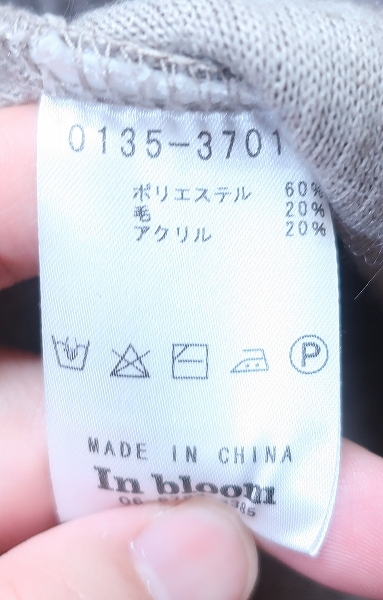 0135-3701
ポリエステル 60%
毛 20%
アクリル 20%
P
MADE IN CHINA
In bloom